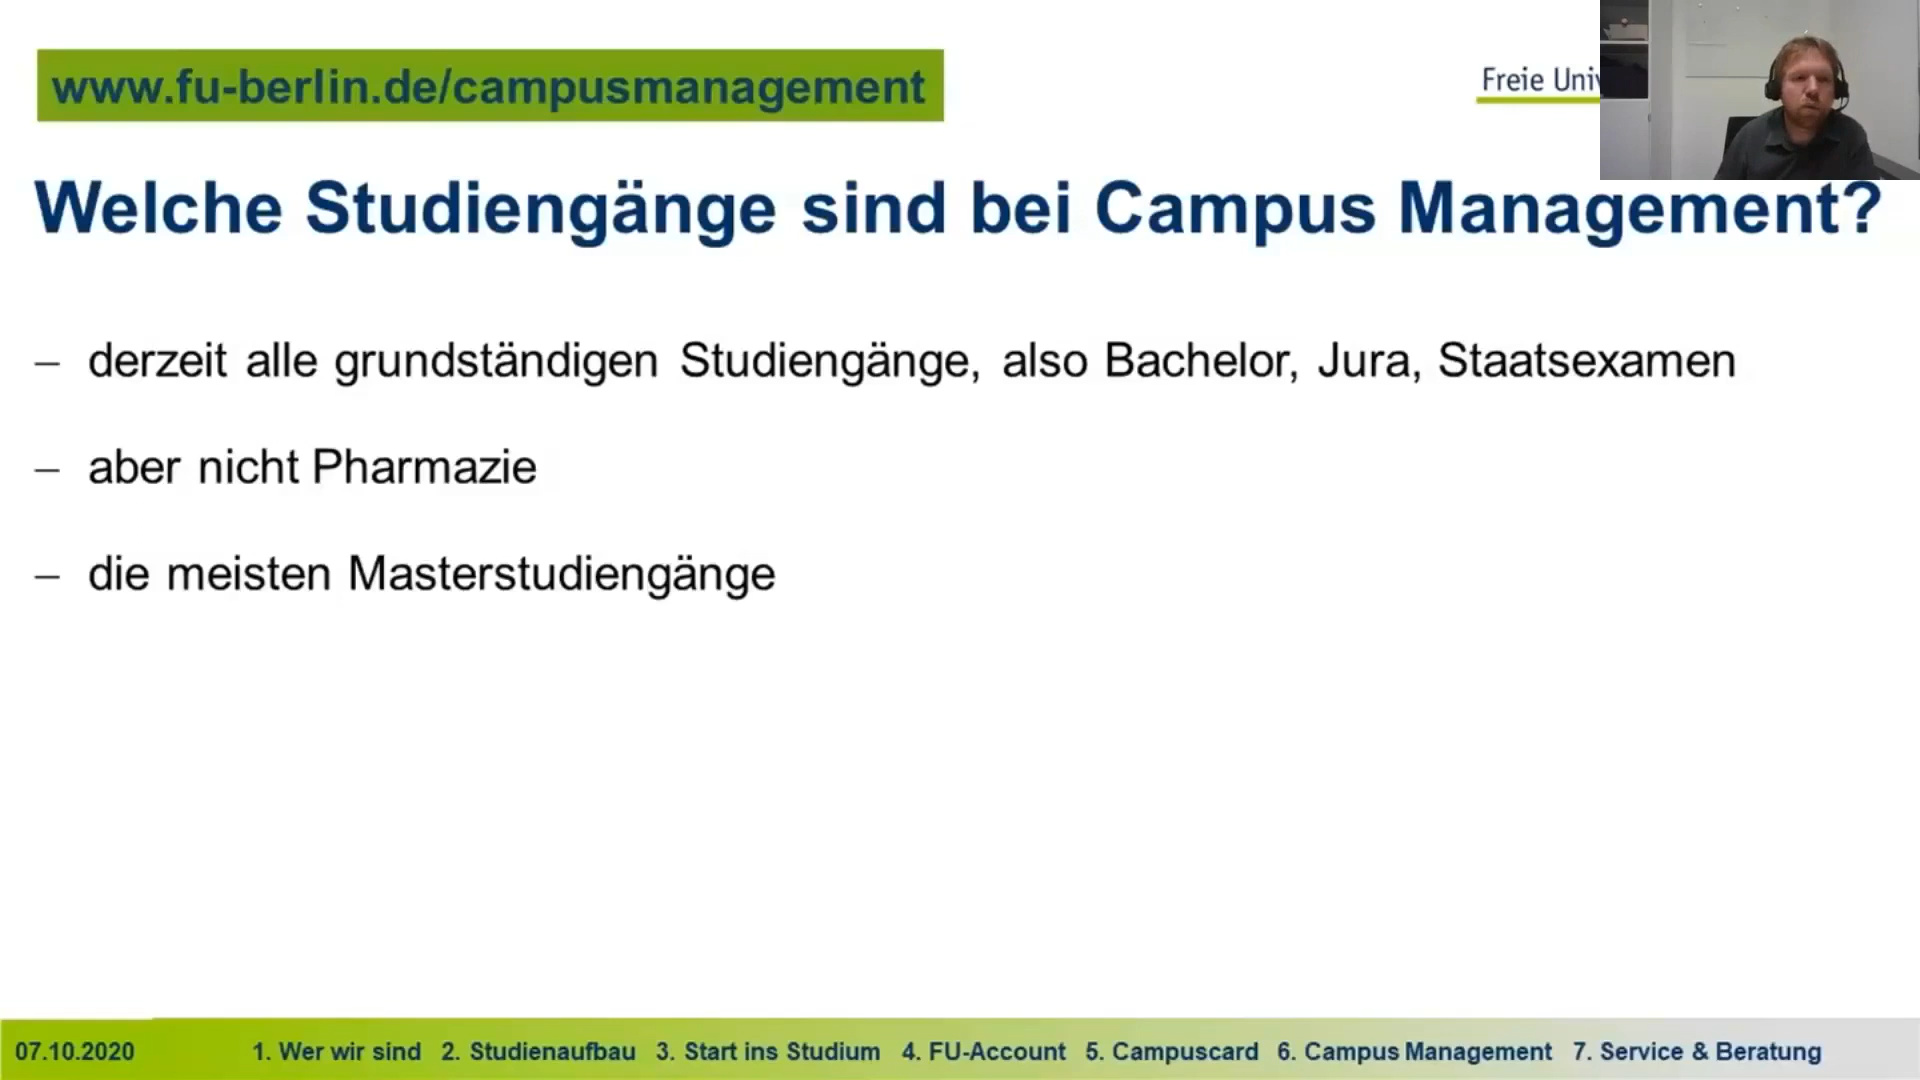 www.fu-berlin.de/campusmanagement
Freie Univ
Welche Studiengänge sind bei Campus Management?
– derzeit alle grundständigen Studiengänge, also Bachelor, Jura, Staatsexamen
– aber nicht Pharmazie
– die meisten Masterstudiengänge
07.10.2020 1. Wer wir sind 2. Studienaufbau 3. Start ins Studium 4. FU-Account 5. Campuscard 6. Campus Management 7. Service & Beratung